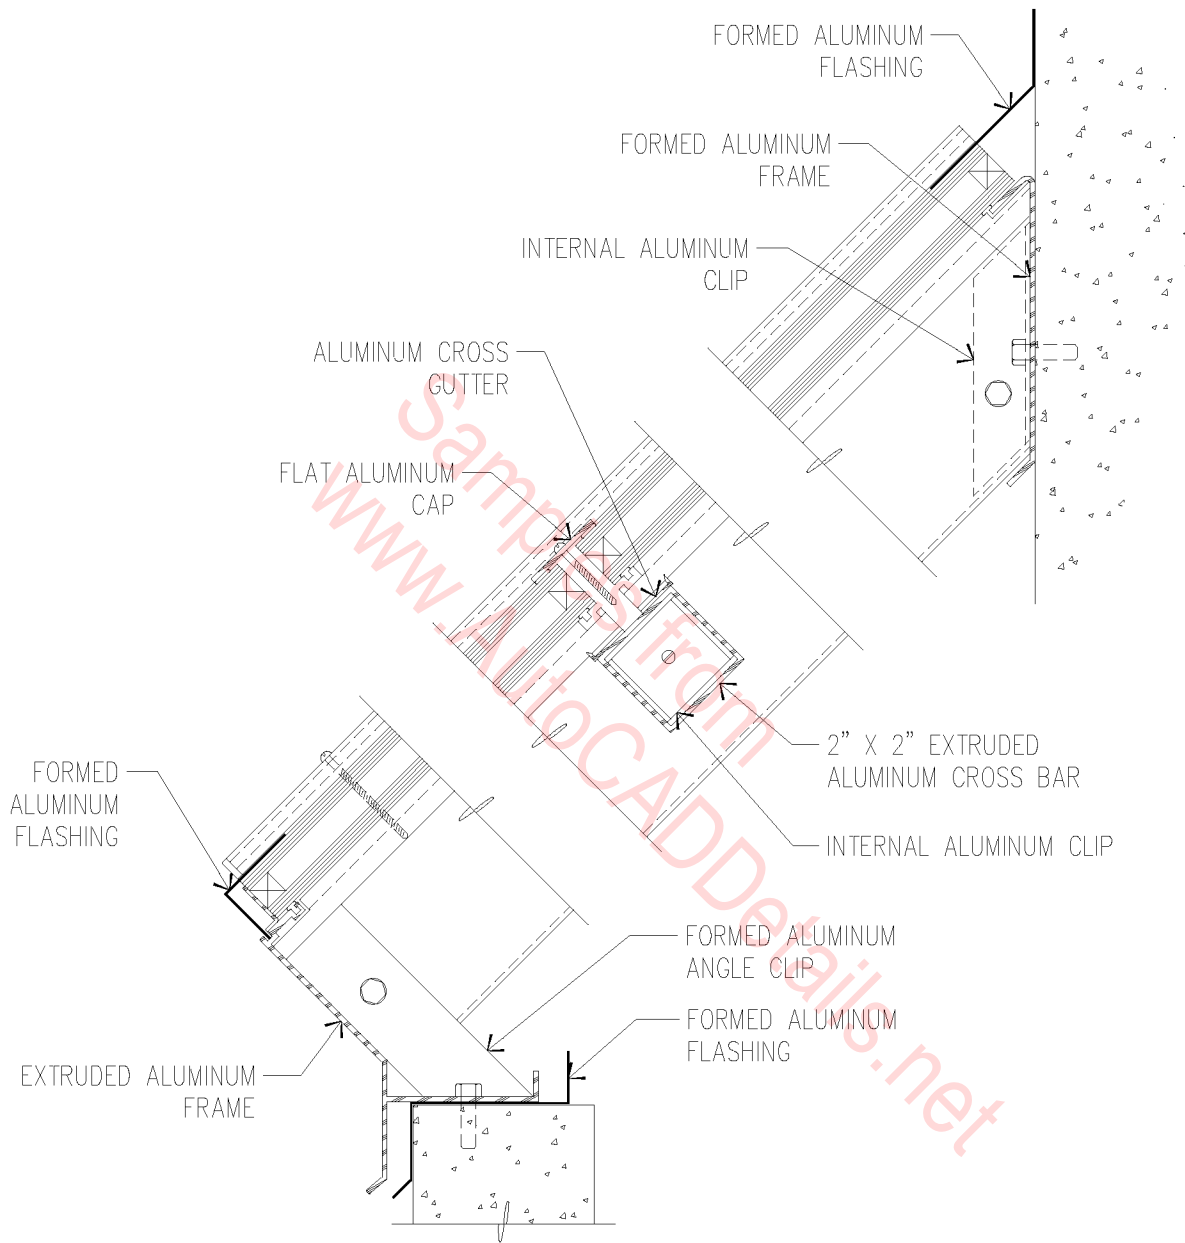 FORMED ALUMINUM
FLASHING
FORMED ALUMINUM
FRAME
INTERNAL ALUMINUM
CLIP
ALUMINUM CROSS
GUTTER
FLAT ALUMINUM
CAP
Samples from
www.AutoCADDetails.net
2” X 2” EXTRUDED
ALUMINUM CROSS BAR
FORMED
ALUMINUM
FLASHING
INTERNAL ALUMINUM CLIP
FORMED ALUMINUM
ANGLE CLIP
FORMED ALUMINUM
FLASHING
EXTRUDED ALUMINUM
FRAME